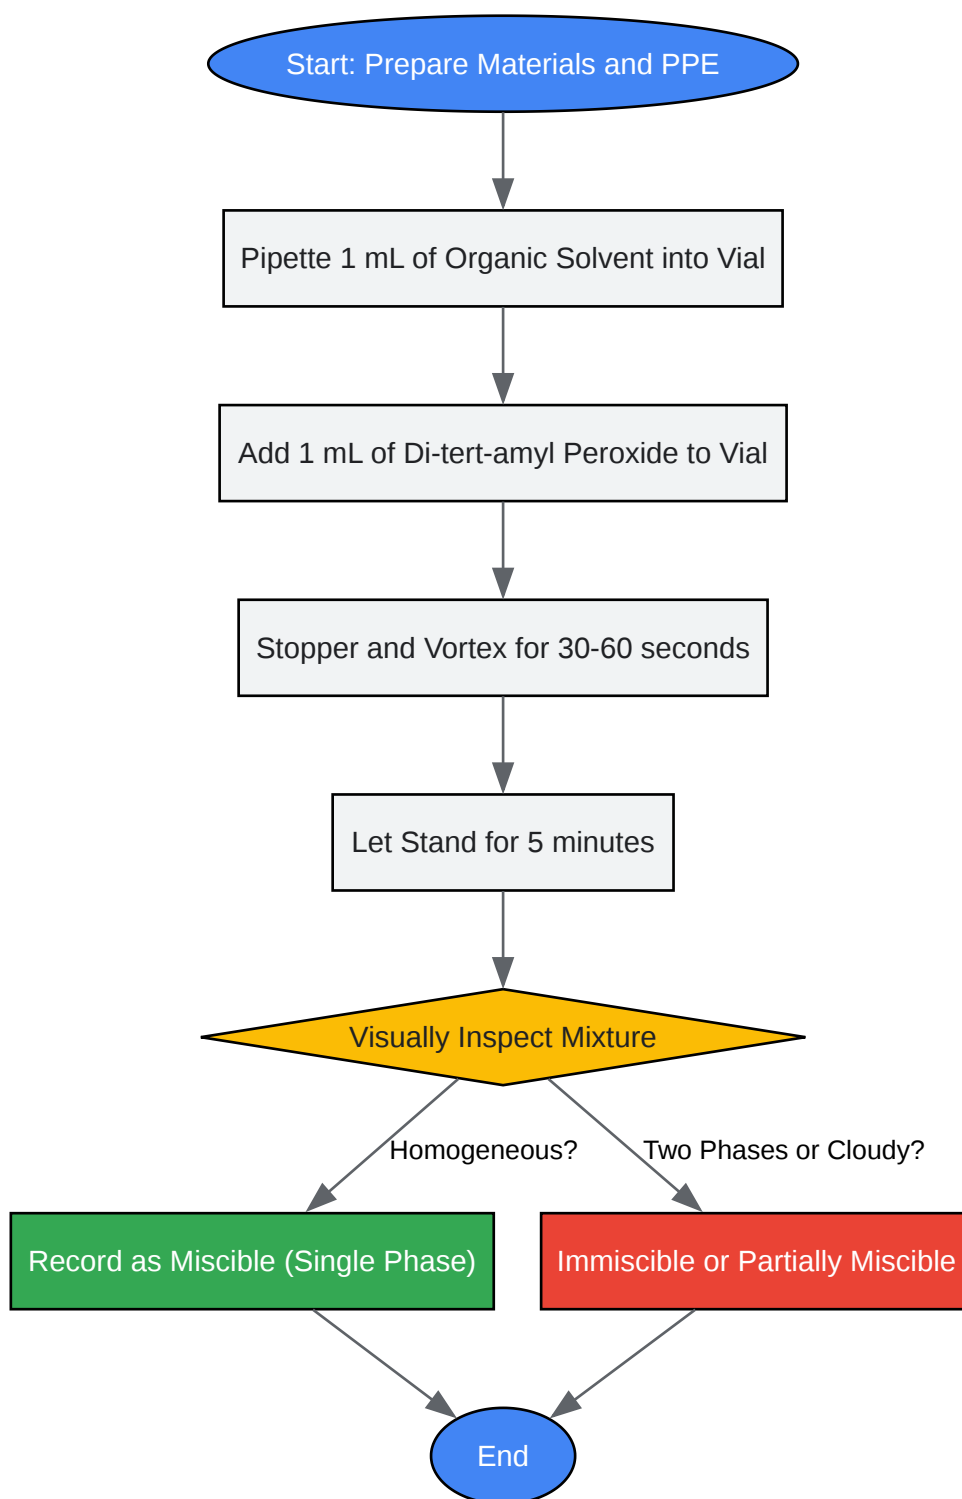 Start: Prepare Materials and PPE
Pipette 1 mL of Organic Solvent into Vial
Add 1 mL of Di-tert-amyl Peroxide to Vial
Stopper and Vortex for 30-60 seconds
Let Stand for 5 minutes
Visually Inspect Mixture
Homogeneous?
Two Phases or Cloudy?
Record as Miscible (Single Phase)
Immiscible or Partially Miscible
End